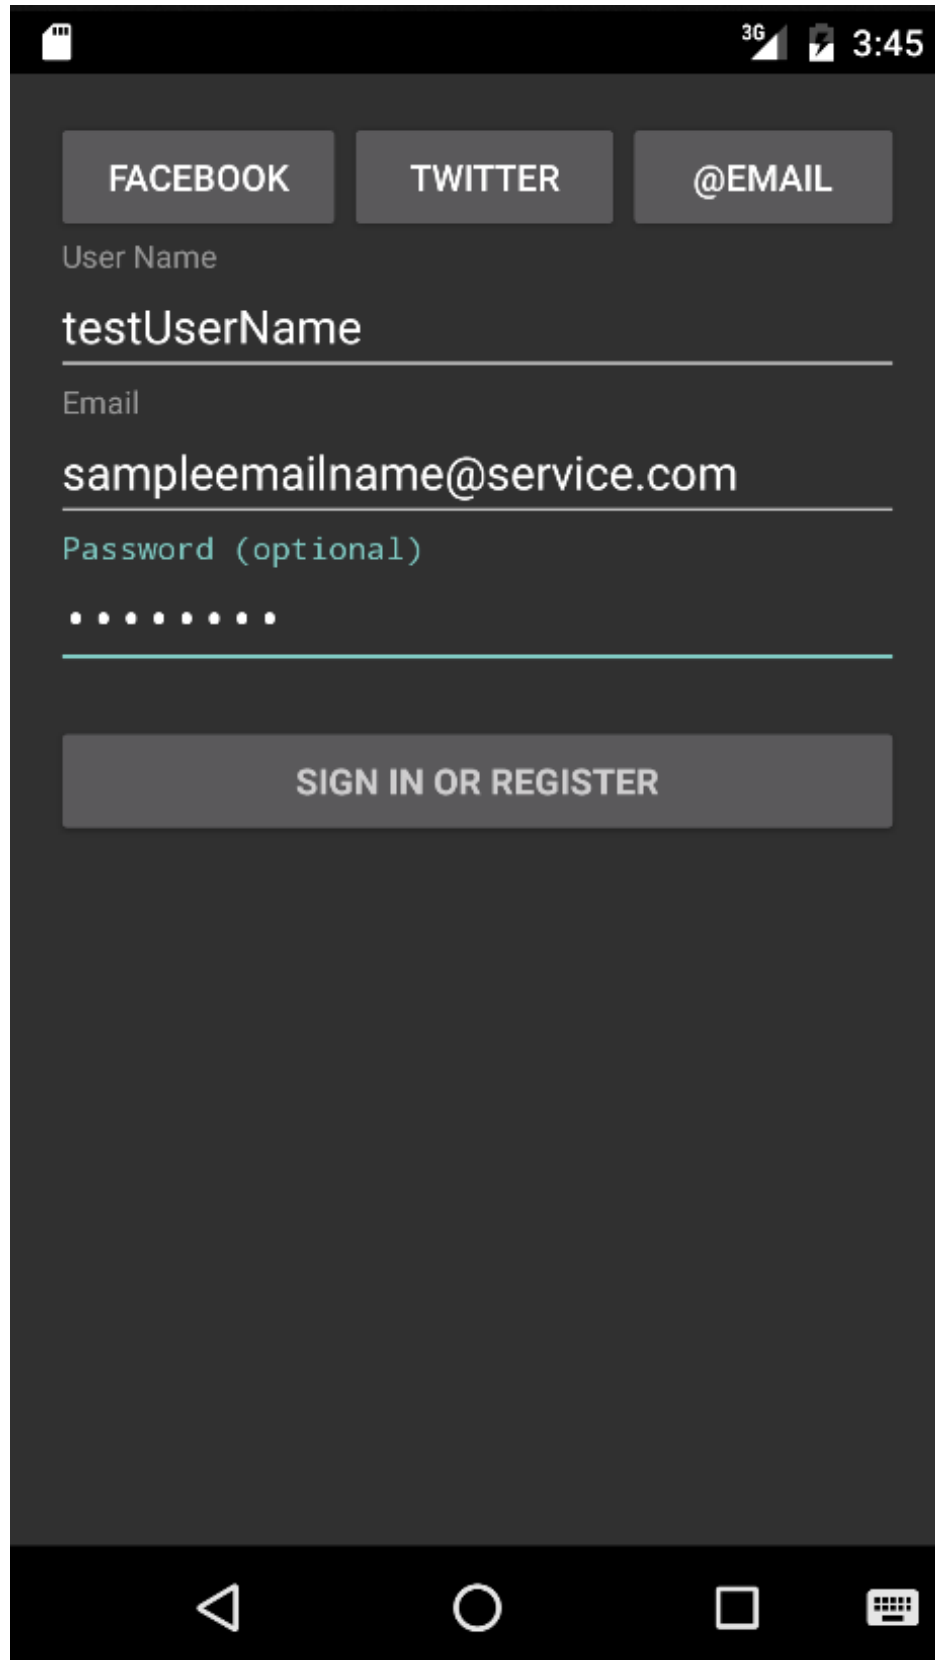 3G 3:45
FACEBOOK TWITTER @EMAIL
User Name
testUserName
Email
sampleemailname@service.com
Password (optional)
••••••••
SIGN IN OR REGISTER